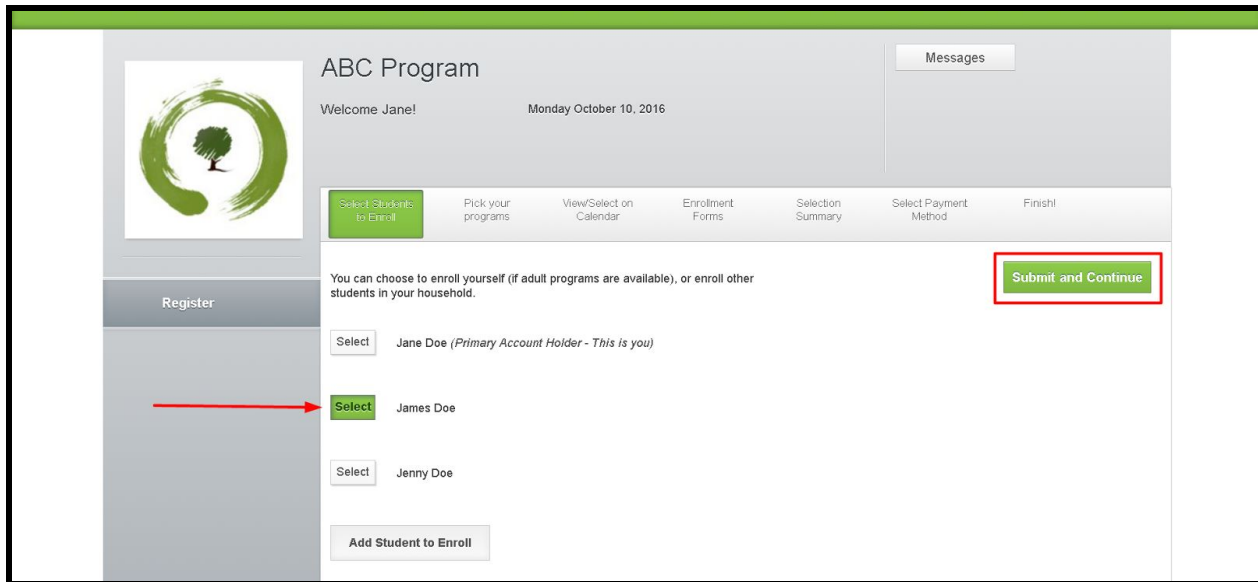 ABC Program
Messages
Welcome Jane!
Monday October 10, 2016
Select Students
to Enroll
Pick your
programs
View/Select on
Calendar
Enrollment
Forms
Selection
Summary
Select Payment
Method
Finish!
Register
You can choose to enroll yourself (if adult programs are available), or enroll other
students in your household.
Submit and Continue
Select
Jane Doe (Primary Account Holder - This is you)
Select
James Doe
Select
Jenny Doe
Add Student to Enroll